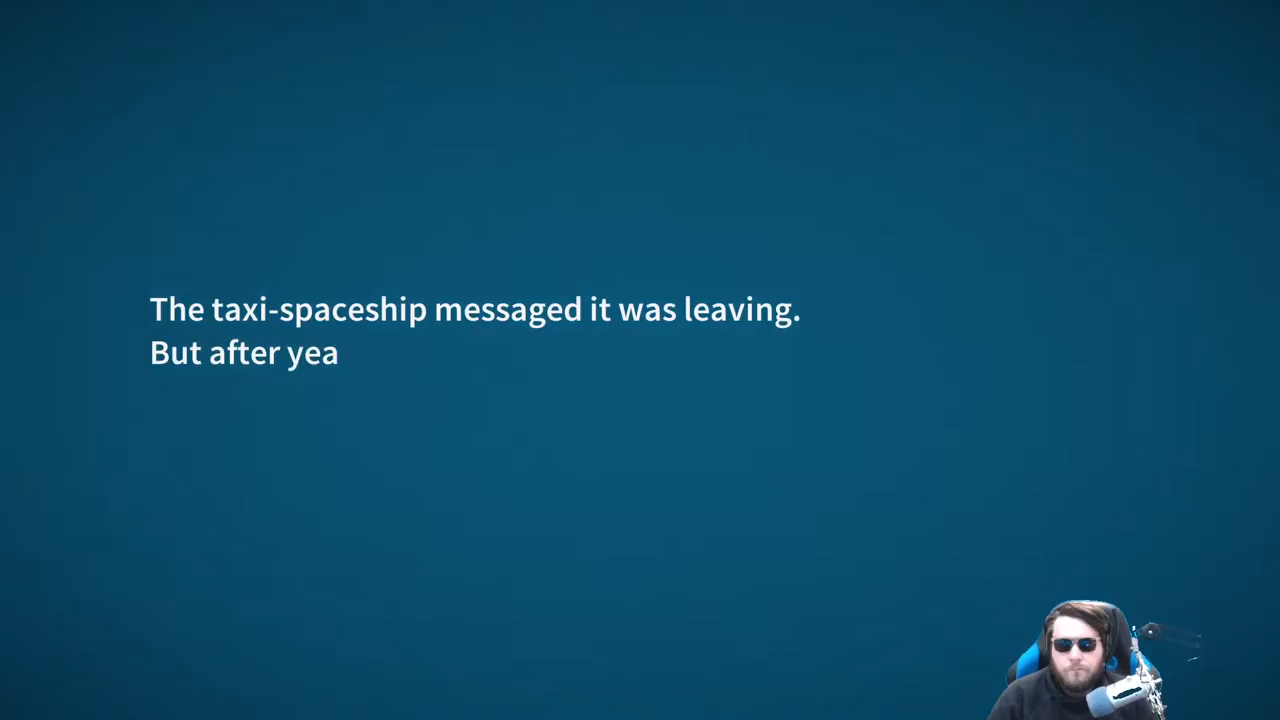 The taxi-spaceship messaged it was leaving.
But after yea